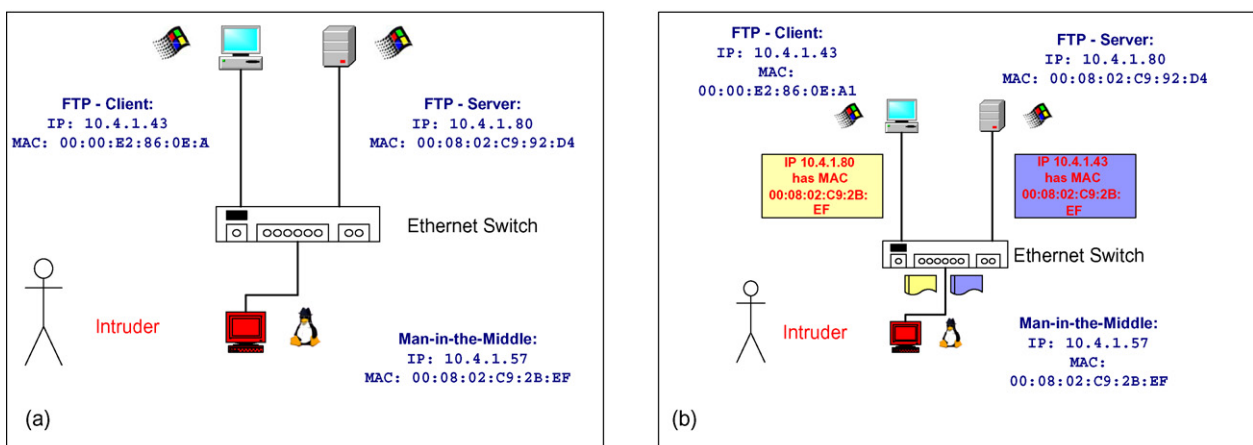 FTP - Client:
IP: 10.4.1.43
MAC: 00:00:E2:86:0E:A
FTP - Server:
IP: 10.4.1.80
MAC: 00:08:02:C9:92:D4
Ethernet Switch
Intruder
Man-in-the-Middle:
IP: 10.4.1.57
MAC: 00:08:02:C9:2B:EF
(a)
FTP - Client:
IP: 10.4.1.43
MAC:
00:00:E2:86:0E:A1
FTP - Server:
IP: 10.4.1.80
MAC: 00:08:02:C9:92:D4
IP 10.4.1.80
has MAC
00:08:02:C9:2B:
EF
IP 10.4.1.43
has MAC
00:08:02:C9:2B:
EF
Ethernet Switch
Intruder
Man-in-the-Middle:
IP: 10.4.1.57
MAC:
00:08:02:C9:2B:EF
(b)